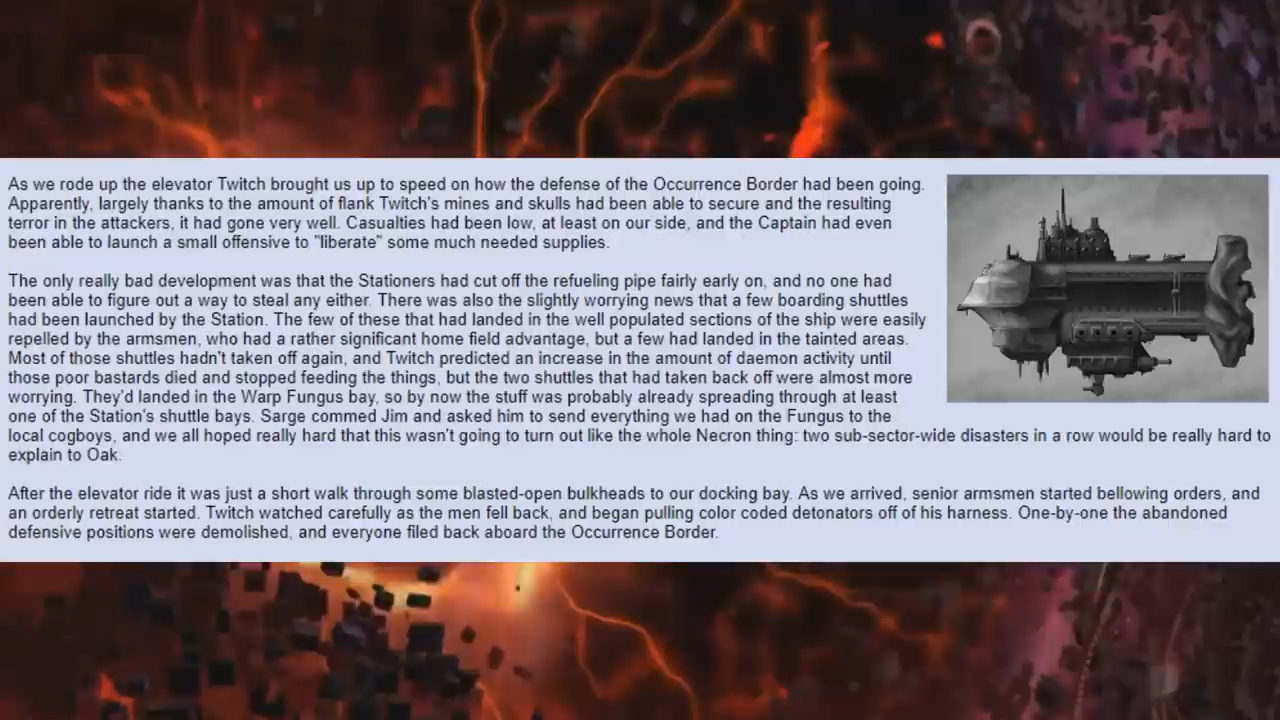 As we rode up the elevator Twitch brought us up to speed on how the defense of the Occurrence Border had been going.
Apparently, largely thanks to the amount of flank Twitch's mines and skulls had been able to secure and the resulting
terror in the attackers, it had gone very well. Casualties had been low, at least on our side, and the Captain had even
been able to launch a small offensive to "liberate" some much needed supplies.
The only really bad development was that the Stationers had cut off the refueling pipe fairly early on, and no one had
been able to figure out a way to steal any either. There was also the slightly worrying news that a few boarding shuttles
had been launched by the Station. The few of these that had landed in the well populated sections of the ship were easily
repelled by the armsmen, who had a rather significant home field advantage, but a few had landed in the tainted areas.
Most of those shuttles hadn't taken off again, and Twitch predicted an increase in the amount of daemon activity until
those poor bastards died and stopped feeding the things, but the two shuttles that had taken back off were almost more
worrying. They'd landed in the Warp Fungus bay, so by now the stuff was probably already spreading through at least
one of the Station's shuttle bays. Sarge commed Jim and asked him to send everything we had on the Fungus to the
local cogboys, and we all hoped really hard that this wasn't going to turn out like the whole Necron thing: two sub-sector-wide disasters in a row would be really hard to
explain to Oak.
After the elevator ride it was just a short walk through some blasted-open bulkheads to our docking bay. As we arrived, senior armsmen started bellowing orders, and
an orderly retreat started. Twitch watched carefully as the men fell back, and began pulling color coded detonators off of his harness. One-by-one the abandoned
defensive positions were demolished, and everyone filed back aboard the Occurrence Border.